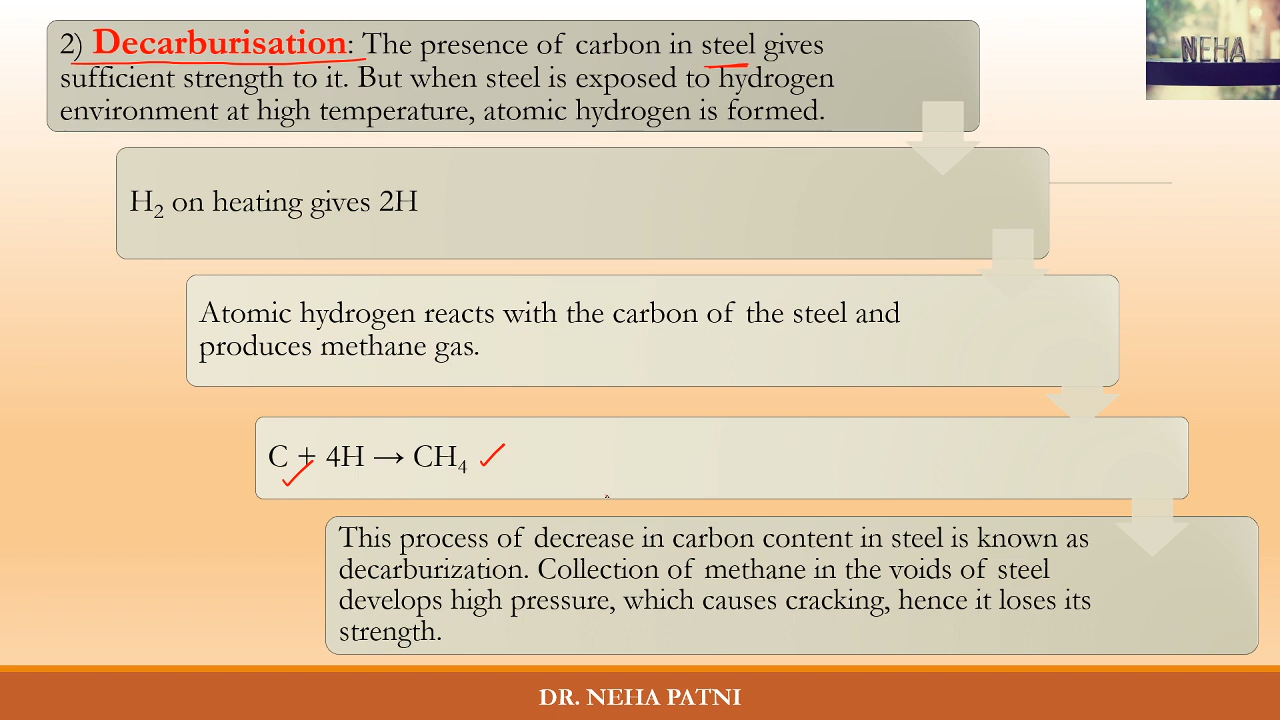 2) Decarburisation: The presence of carbon in steel gives
sufficient strength to it. But when steel is exposed to hydrogen
environment at high temperature, atomic hydrogen is formed.
NEHA
H₂ on heating gives 2H
Atomic hydrogen reacts with the carbon of the steel and
produces methane gas.
C + 4H → CH₄
This process of decrease in carbon content in steel is known as
decarburization. Collection of methane in the voids of steel
develops high pressure, which causes cracking, hence it loses its
strength.
DR. NEHA PATNI